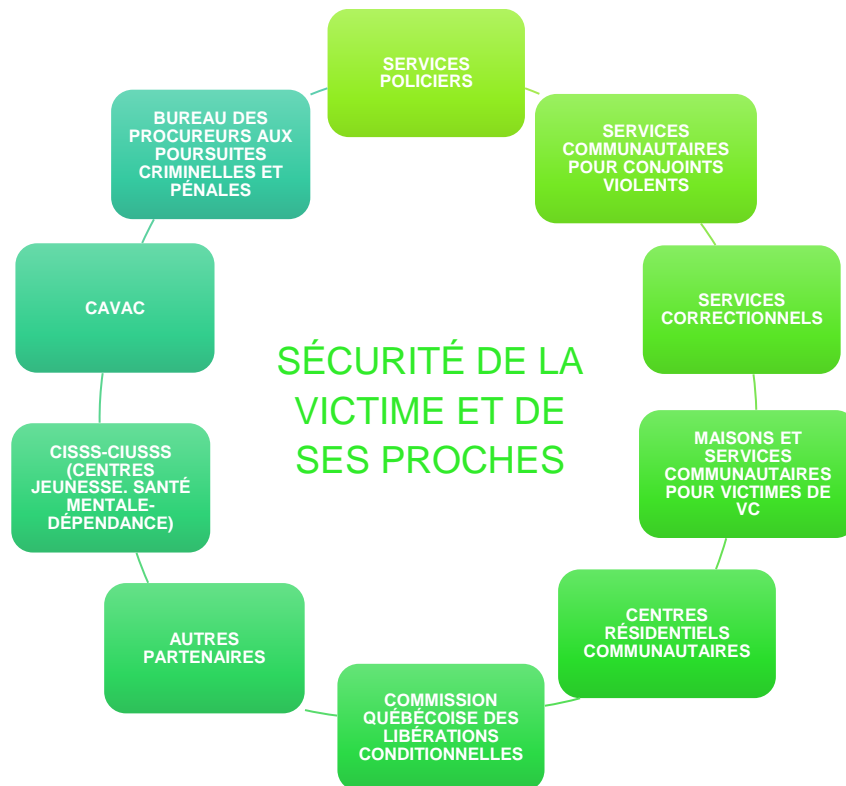 SERVICES
POLICIERS
SERVICES
COMMUNAUTAIRES
POUR CONJOINTS
VIOLENTS
SERVICES
CORRECTIONNELS
MAISONS ET
SERVICES
COMMUNAUTAIRES
POUR VICTIMES DE
VC
CENTRES
RÉSIDENTIELS
COMMUNAUTAIRES
COMMISSION
QUÉBÉCOISE DES
LIBÉRATIONS
CONDITIONNELLES
AUTRES
PARTENAIRES
CISSS-CIUSSS
(CENTRES
JEUNESSE. SANTÉ
MENTALE-
DÉPENDANCE)
CAVAC
BUREAU DES
PROCUREURS AUX
POURSUITES
CRIMINELLES ET
PÉNALES
SÉCURITÉ DE LA
VICTIME ET DE
SES PROCHES